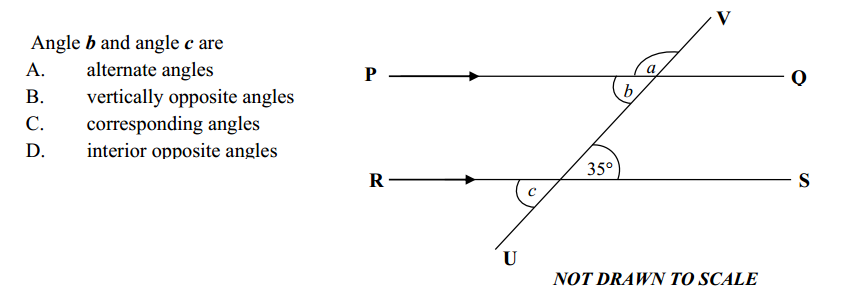 Angle b and angle c are
A. alternate angles
B. vertically opposite angles
C. corresponding angles
D. interior opposite angles
V
P
a
Q
b
35°
R
c
S
U
NOT DRAWN TO SCALE